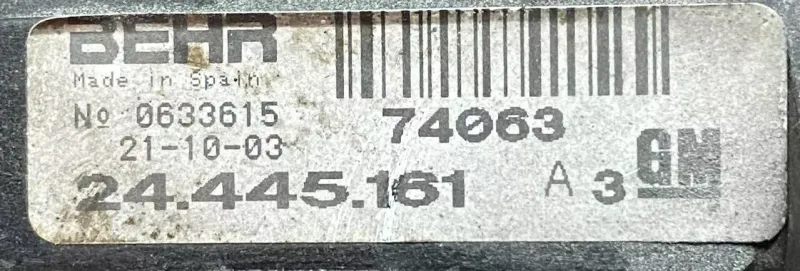 BEHR
Made in Spain
Nº 0633615
74063
21-10-03
24.445.161 A 3 GM